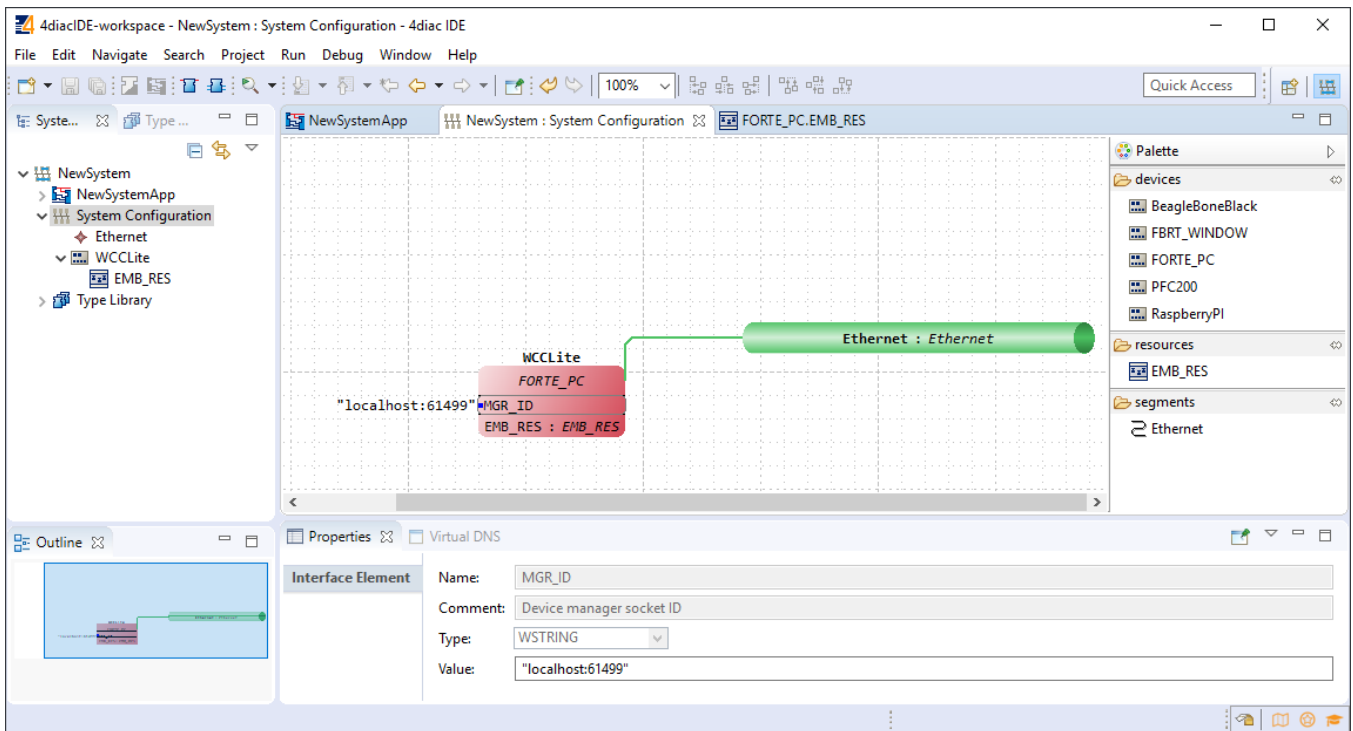 4diacIDE-workspace - NewSystem : System Configuration - 4diac IDE
File Edit Navigate Search Project Run Debug Window Help
100%
Quick Access
Syste...
Type ...
NewSystemApp
NewSystem : System Configuration
FORTE_PC.EMB_RES
NewSystem
NewSystemApp
System Configuration
Ethernet
WCCLite
EMB_RES
Type Library
Ethernet : Ethernet
WCCLite
FORTE_PC
"localhost:61499"
MGR_ID
EMB_RES : EMB_RES
Palette
devices
BeagleBoneBlack
FBRT_WINDOW
FORTE_PC
PFC200
RaspberryPI
resources
EMB_RES
segments
Ethernet
Outline
Properties
Virtual DNS
Interface Element
Name: MGR_ID
Comment: Device manager socket ID
Type: WSTRING
Value: "localhost:61499"